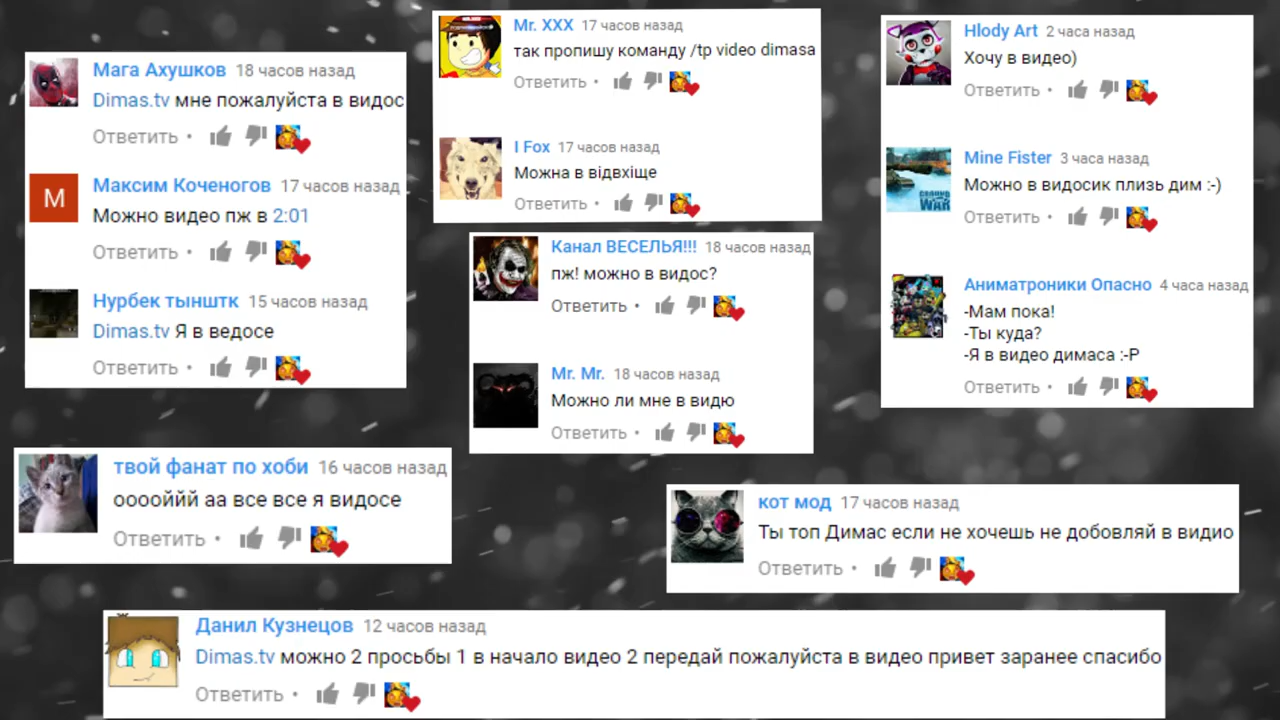 Мага Ахушков 18 часов назад
Dimas.tv мне пожалуйста в видос
Ответить •
М
Максим Коченогов 17 часов назад
Можно видео пж в 2:01
Ответить •
Нурбек тынштк 15 часов назад
Dimas.tv Я в ведосе
Ответить •
Mr. XXX 17 часов назад
так пропишу команду /tp video dimasa
Ответить •
I Fox 17 часов назад
Можна в відвхіще
Ответить •
Канал ВЕСЕЛЬЯ!!! 18 часов назад
пж! можно в видос?
Ответить •
Mr. Mr. 18 часов назад
Можно ли мне в видю
Ответить •
Hlody Art 2 часа назад
Хочу в видео)
Ответить •
Mine Fister 3 часа назад
Можно в видосик плизь дим :-)
Ответить •
Аниматроники Опасно 4 часа назад
-Мам пока!
-Ты куда?
-Я в видео димаса :-P
Ответить •
твой фанат по хоби 16 часов назад
ооооййй аа все все я видосе
Ответить •
кот мод 17 часов назад
Ты топ Димас если не хочешь не добовляй в видио
Ответить •
Данил Кузнецов 12 часов назад
Dimas.tv можно 2 просьбы 1 в начало видео 2 передай пожалуйста в видео привет заранее спасибо
Ответить •